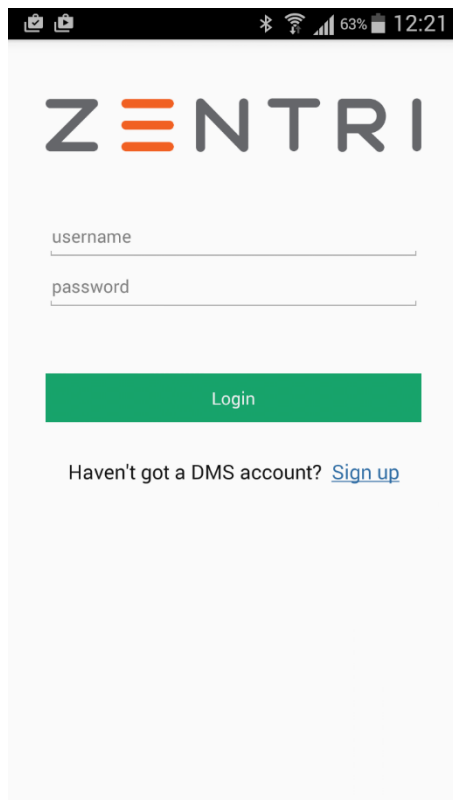 63% 12:21
ZENTRI
username
password
Login
Haven't got a DMS account? Sign up